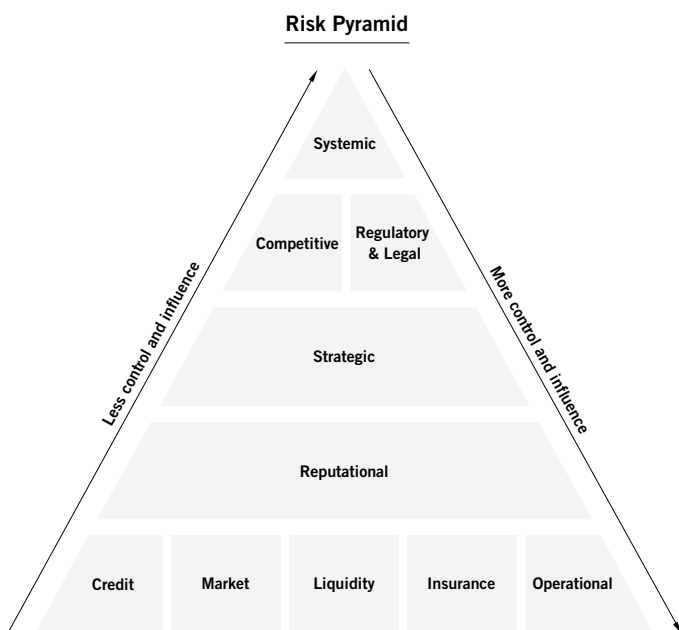 Risk Pyramid
Systemic
Competitive
Regulatory
& Legal
Less control and influence
More control and influence
Strategic
Reputational
Credit
Market
Liquidity
Insurance
Operational